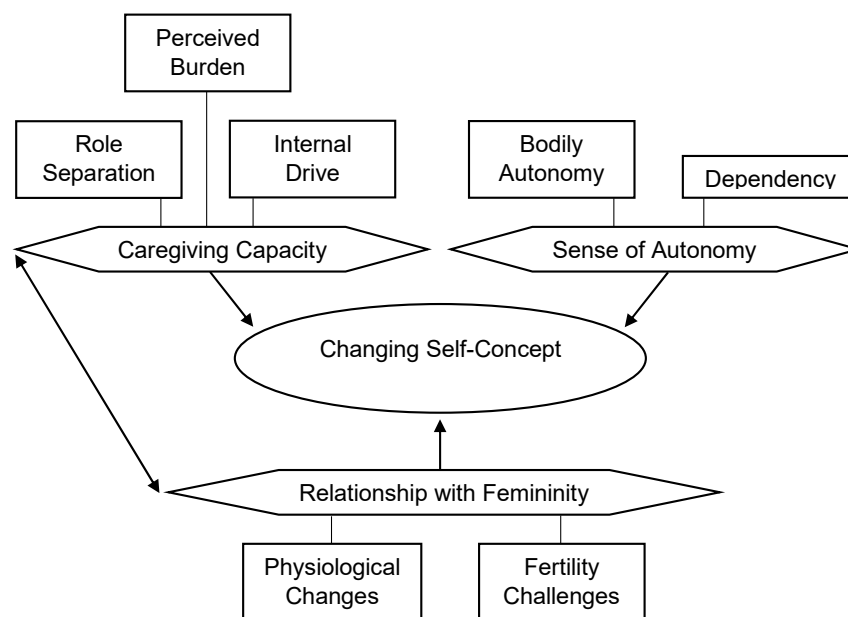 Perceived
Burden
Role
Separation
Internal
Drive
Bodily
Autonomy
Dependency
Caregiving Capacity
Sense of Autonomy
Changing Self-Concept
Relationship with Femininity
Physiological
Changes
Fertility
Challenges